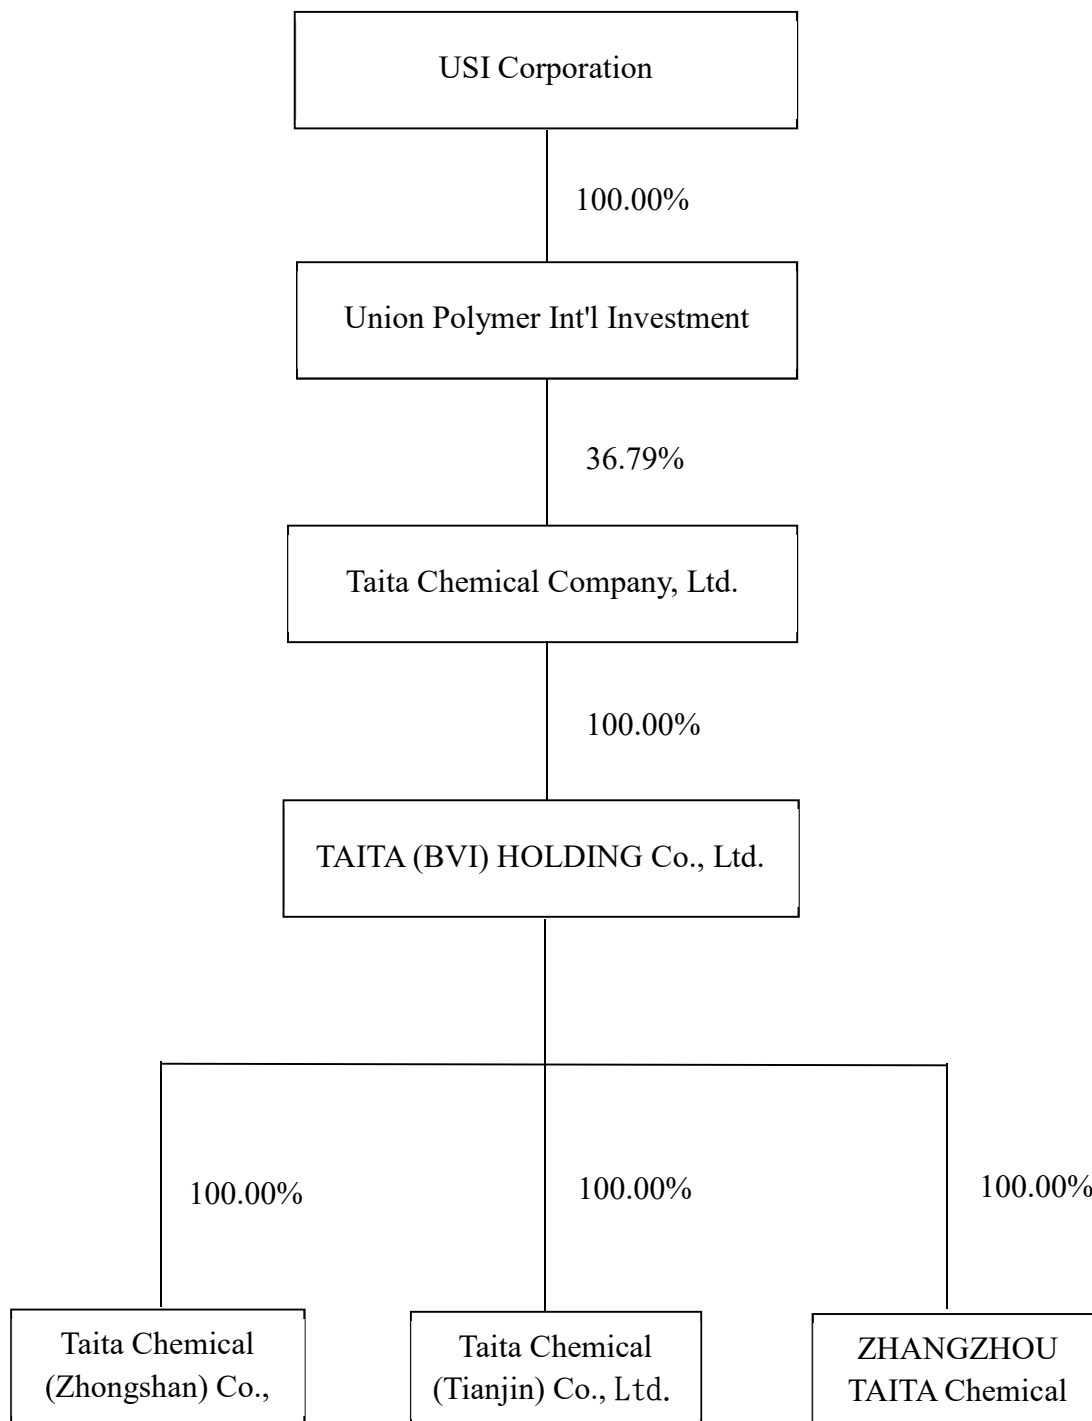 USI Corporation
100.00%
Union Polymer Int'l Investment
36.79%
Taita Chemical Company, Ltd.
100.00%
TAITA (BVI) HOLDING Co., Ltd.
100.00%
100.00%
100.00%
Taita Chemical
(Zhongshan) Co.,
Taita Chemical
(Tianjin) Co., Ltd.
ZHANGZHOU
TAITA Chemical